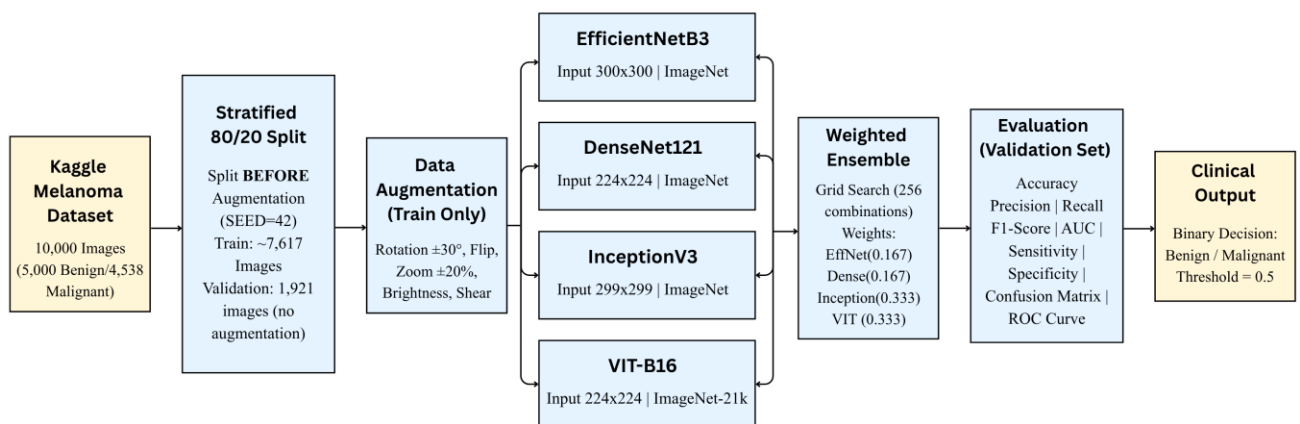 Kaggle
Melanoma
Dataset
10,000 Images
(5,000 Benign/4,538
Malignant)
Stratified
80/20 Split
Split BEFORE
Augmentation
(SEED=42)
Train: ~7,617
Images
Validation: 1,921
images (no
augmentation)
Data
Augmentation
(Train Only)
Rotation ±30°, Flip,
Zoom ±20%,
Brightness, Shear
EfficientNetB3
Input 300x300 | ImageNet
DenseNet121
Input 224x224 | ImageNet
InceptionV3
Input 299x299 | ImageNet
VIT-B16
Input 224x224 | ImageNet-21k
Weighted
Ensemble
Grid Search (256
combinations)
Weights:
EffNet(0.167)
Dense(0.167)
Inception(0.333)
VIT (0.333)
Evaluation
(Validation Set)
Accuracy
Precision | Recall
F1-Score | AUC |
Sensitivity |
Specificity |
Confusion Matrix |
ROC Curve
Clinical
Output
Binary Decision:
Benign / Malignant
Threshold = 0.5